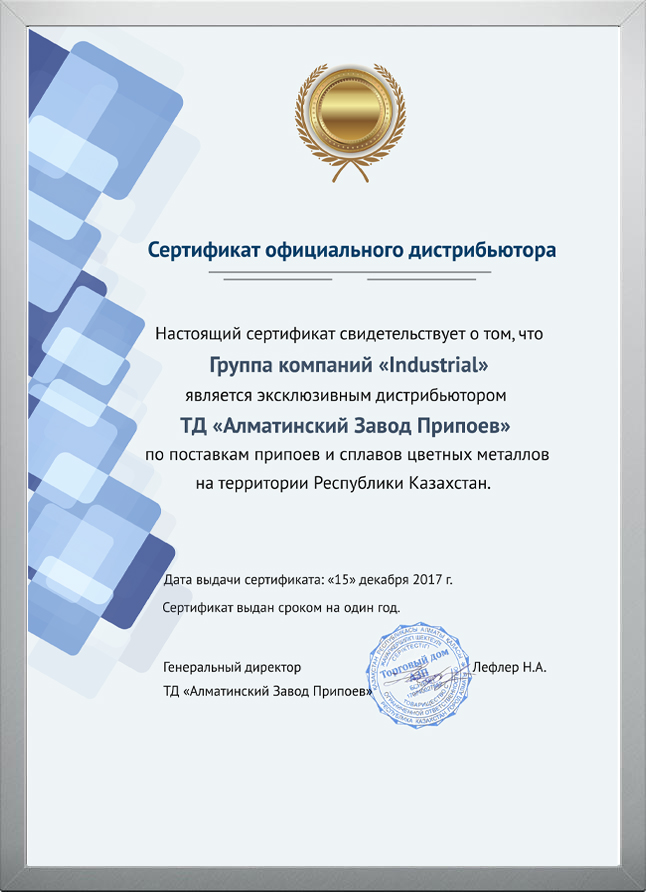 Сертификат официального дистрибьютора
Настоящий сертификат свидетельствует о том, что
Группа компаний «Industrial»
является эксклюзивным дистрибьютором
ТД «Алматинский Завод Припоев»
по поставкам припоев и сплавов цветных металлов
на территории Республики Казахстан.
Дата выдачи сертификата: «15» декабря 2017 г.
Сертификат выдан сроком на один год.
Генеральный директор
Лефлер Н.А.
ТД «Алматинский Завод Припоев»
Торговый дом
АЗП